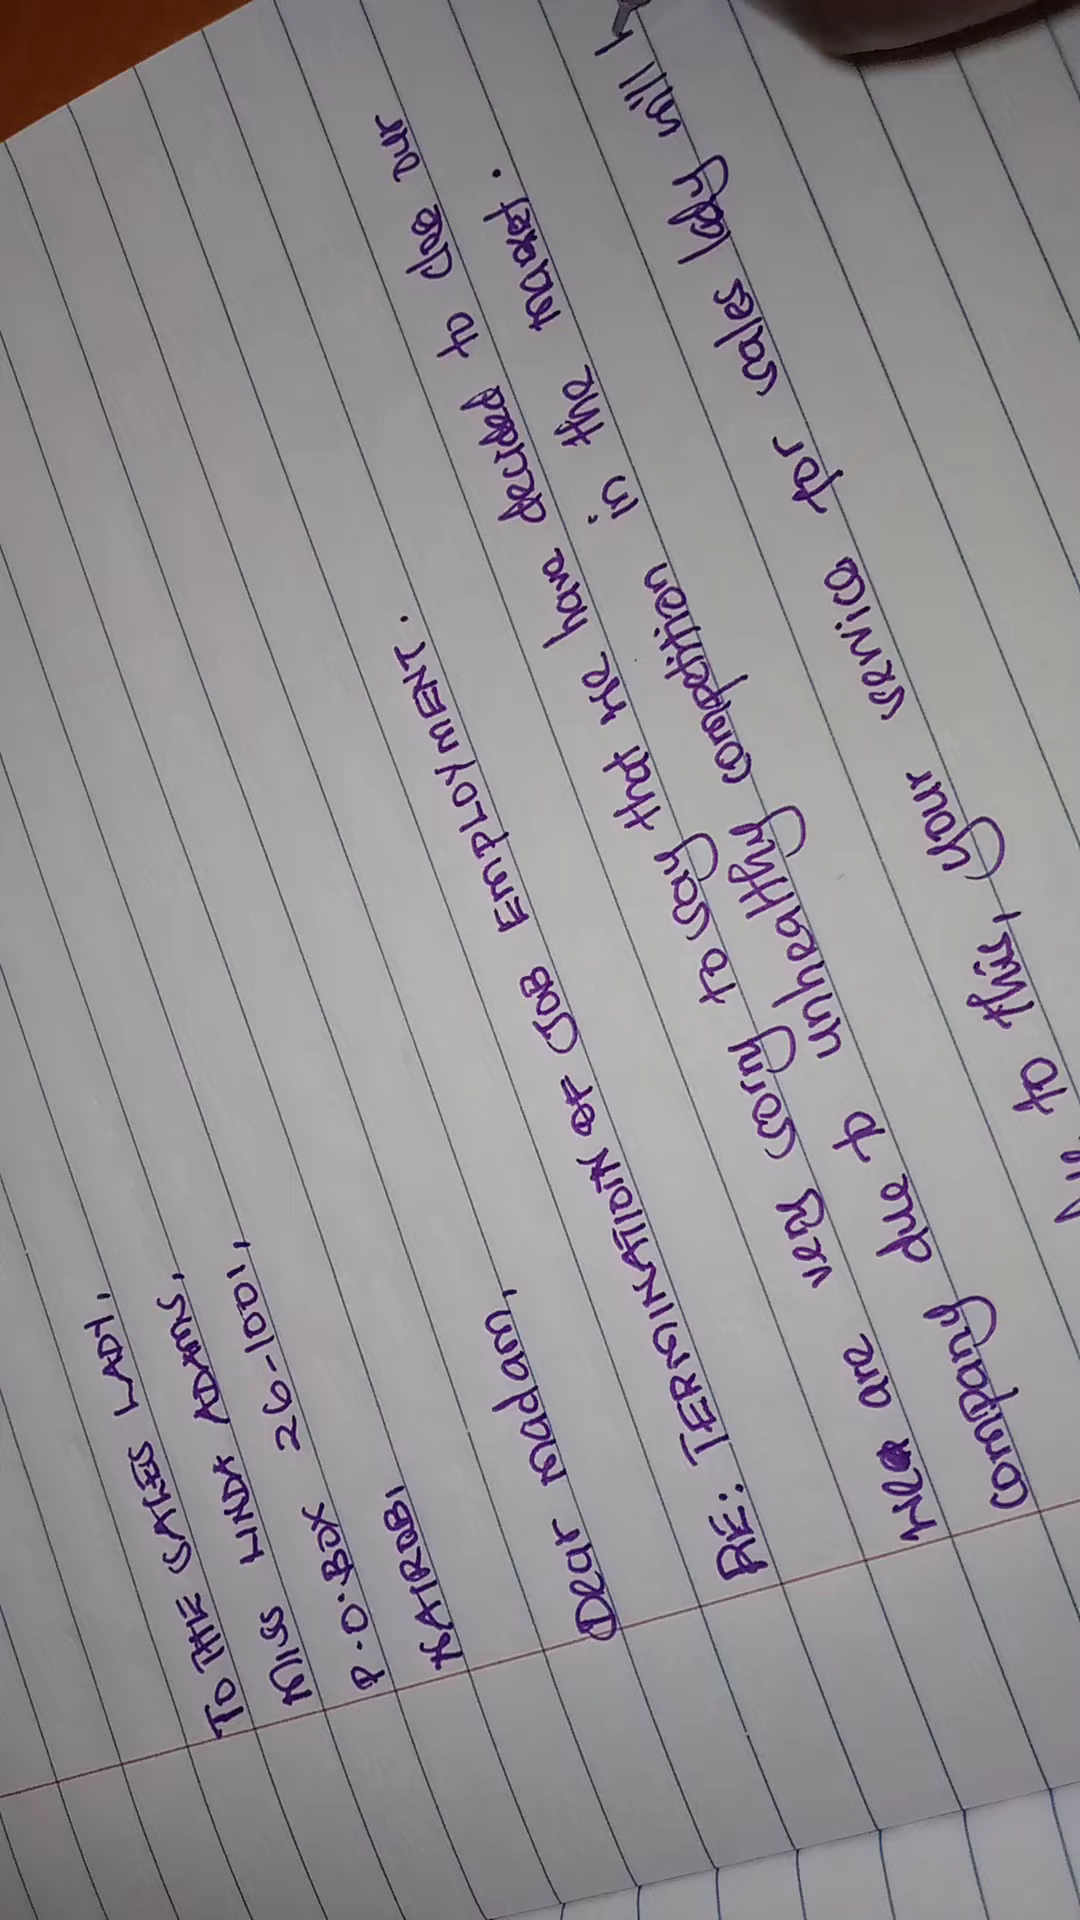 TO THE SALES LADY,
MISS LINDA ADAMS,
P.O. BOX 26-1001,
NAIROBI
Dear madam,
RE: TERMINATION OF JOB EMPLOYMENT.
We are very sorry to say that we have decided to close our
company due to unhealthy competition in the market.
to this, your service for sales lady will